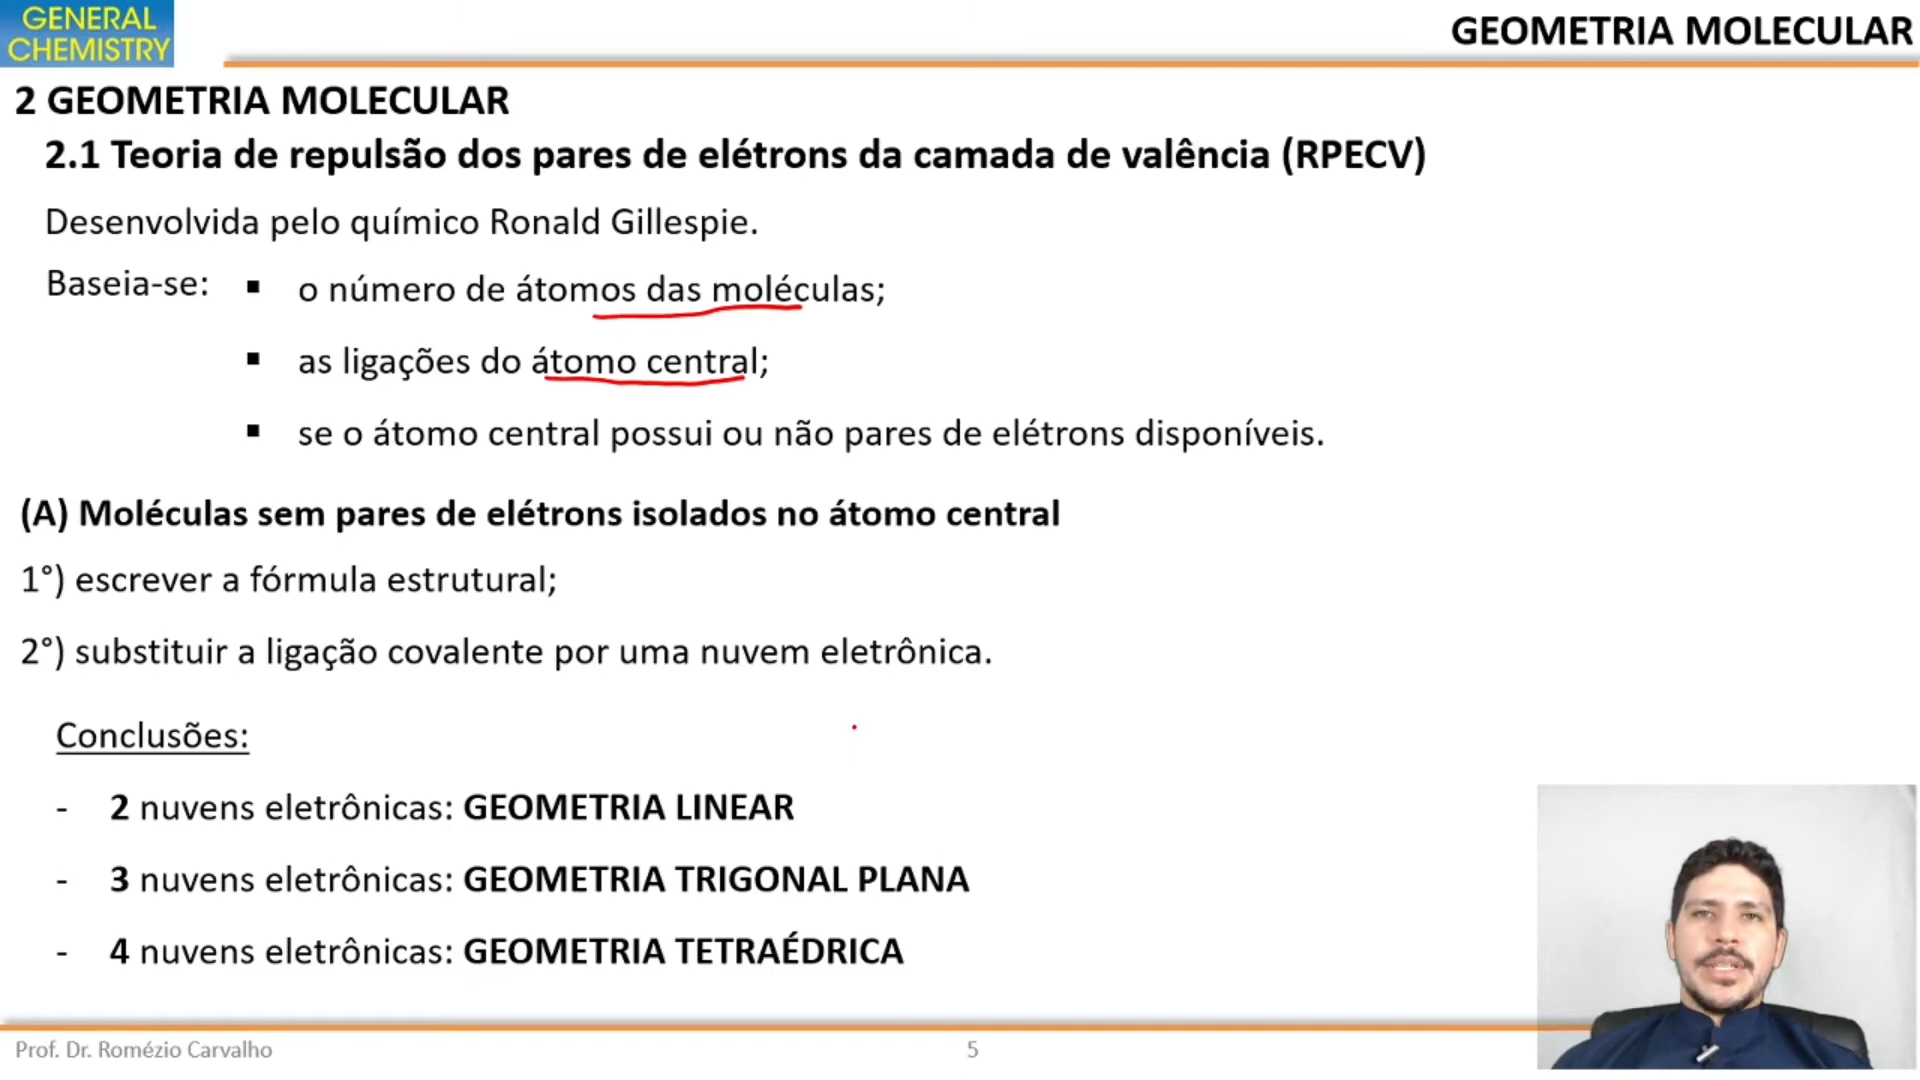 GENERAL
CHEMISTRY
GEOMETRIA MOLECULAR
2 GEOMETRIA MOLECULAR
2.1 Teoria de repulsão dos pares de elétrons da camada de valência (RPECV)
Desenvolvida pelo químico Ronald Gillespie.
Baseia-se: ▪ o número de átomos das moléculas;
▪ as ligações do átomo central;
▪ se o átomo central possui ou não pares de elétrons disponíveis.
(A) Moléculas sem pares de elétrons isolados no átomo central
1°) escrever a fórmula estrutural;
2°) substituir a ligação covalente por uma nuvem eletrônica.
Conclusões:
- 2 nuvens eletrônicas: GEOMETRIA LINEAR
- 3 nuvens eletrônicas: GEOMETRIA TRIGONAL PLANA
- 4 nuvens eletrônicas: GEOMETRIA TETRAÉDRICA
Prof. Dr. Romézio Carvalho
5